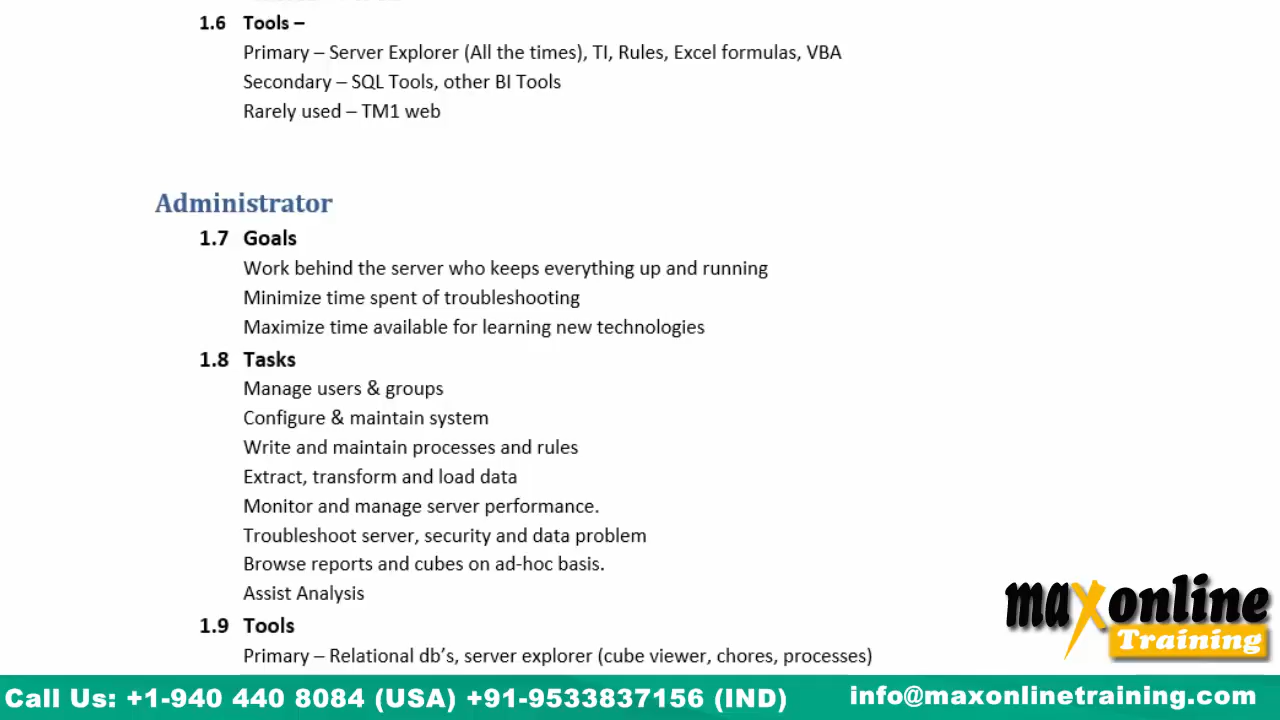 1.6 Tools –
Primary – Server Explorer (All the times), TI, Rules, Excel formulas, VBA
Secondary – SQL Tools, other BI Tools
Rarely used – TM1 web
Administrator
1.7 Goals
Work behind the server who keeps everything up and running
Minimize time spent of troubleshooting
Maximize time available for learning new technologies
1.8 Tasks
Manage users & groups
Configure & maintain system
Write and maintain processes and rules
Extract, transform and load data
Monitor and manage server performance.
Troubleshoot server, security and data problem
Browse reports and cubes on ad-hoc basis.
Assist Analysis
1.9 Tools
Primary – Relational db's, server explorer (cube viewer, chores, processes)
maxonline
Training
Call Us: +1-940 440 8084 (USA) +91-9533837156 (IND)
info@maxonlinetraining.com